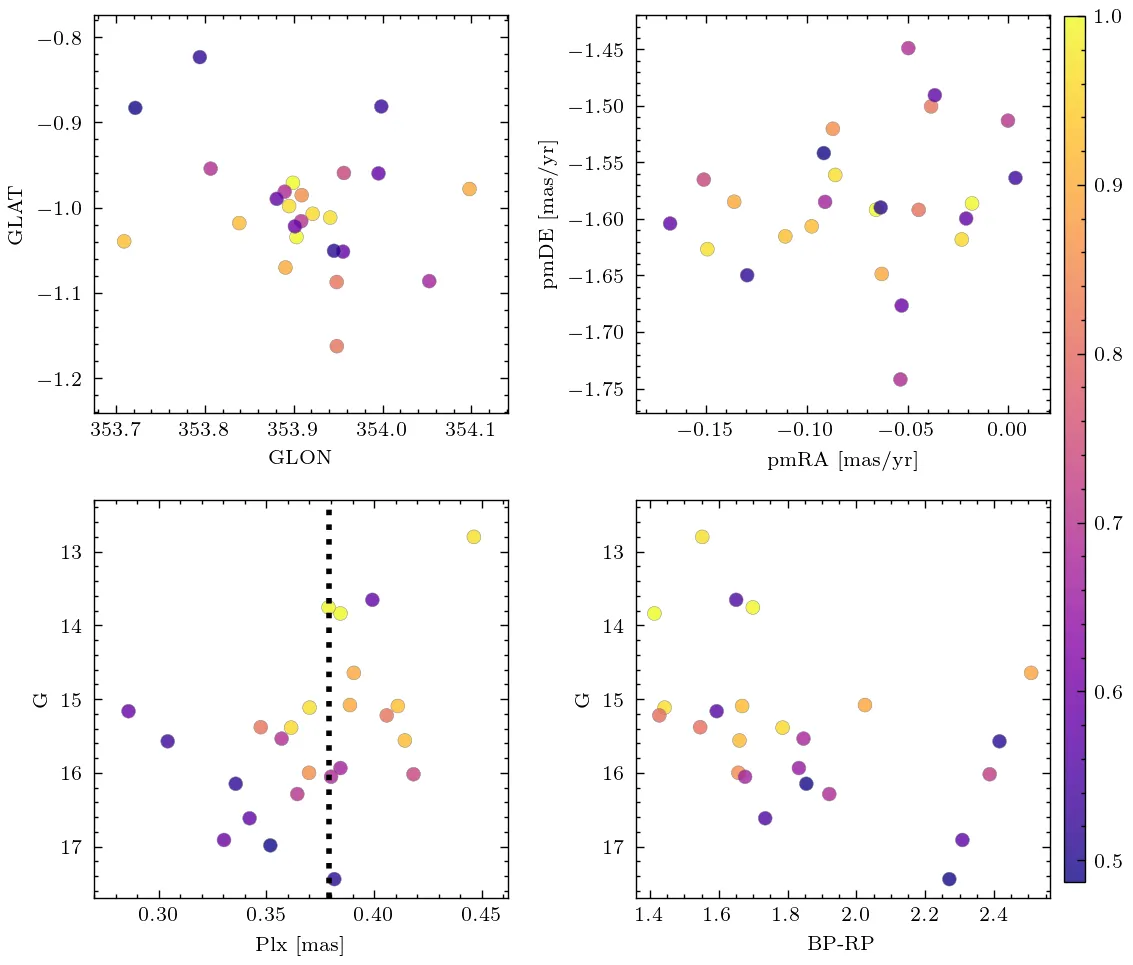 −0.8
−0.9
−1.0
−1.1
−1.2
GLAT
353.7 353.8 353.9 354.0 354.1
GLON
−1.45
−1.50
−1.55
−1.60
−1.65
−1.70
−1.75
pmDE [mas/yr]
−0.15 −0.10 −0.05 0.00
pmRA [mas/yr]
13
14
15
16
17
G
0.30 0.35 0.40 0.45
Plx [mas]
13
14
15
16
17
G
1.4 1.6 1.8 2.0 2.2 2.4
BP-RP
1.0
0.9
0.8
0.7
0.6
0.5